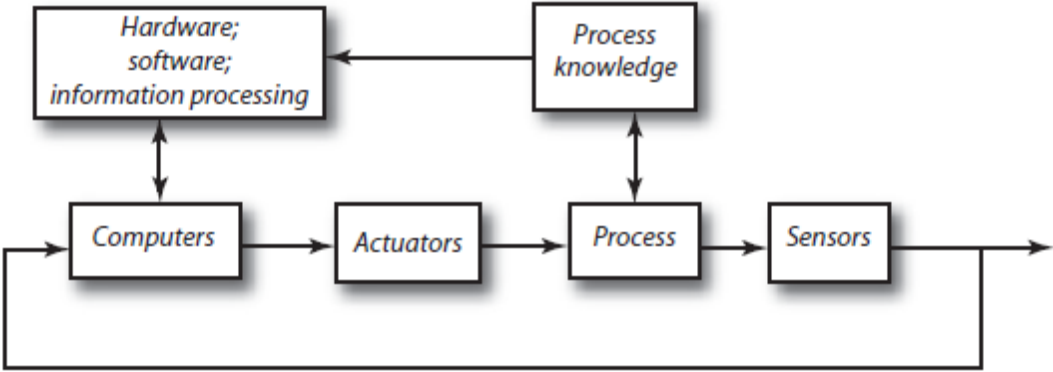 Hardware;
software;
information processing
Process
knowledge
Computers
Actuators
Process
Sensors